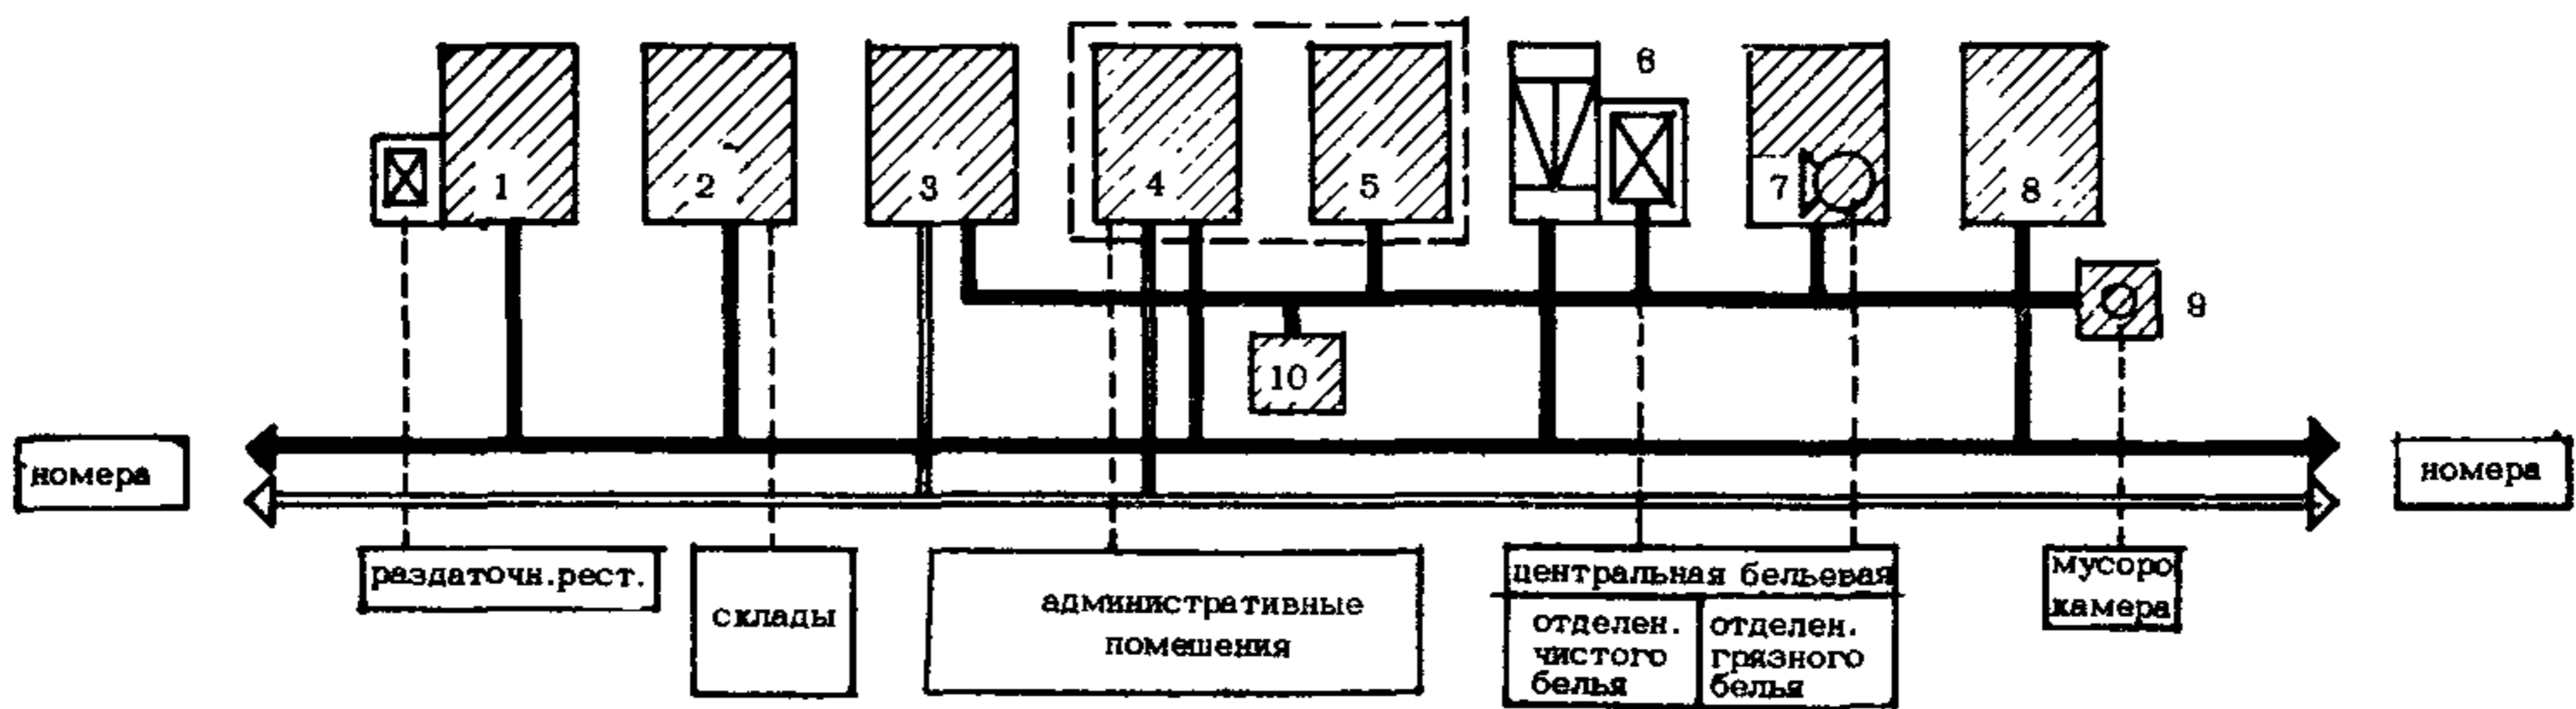 6
1
2
3
4
5
7
8
9
10
номера
номера
раздаточн.рест.
склады
административные
помешения
центральная бельевая
отделен.
чистого
белья
отделен.
грязного
белья
мусоро
камера